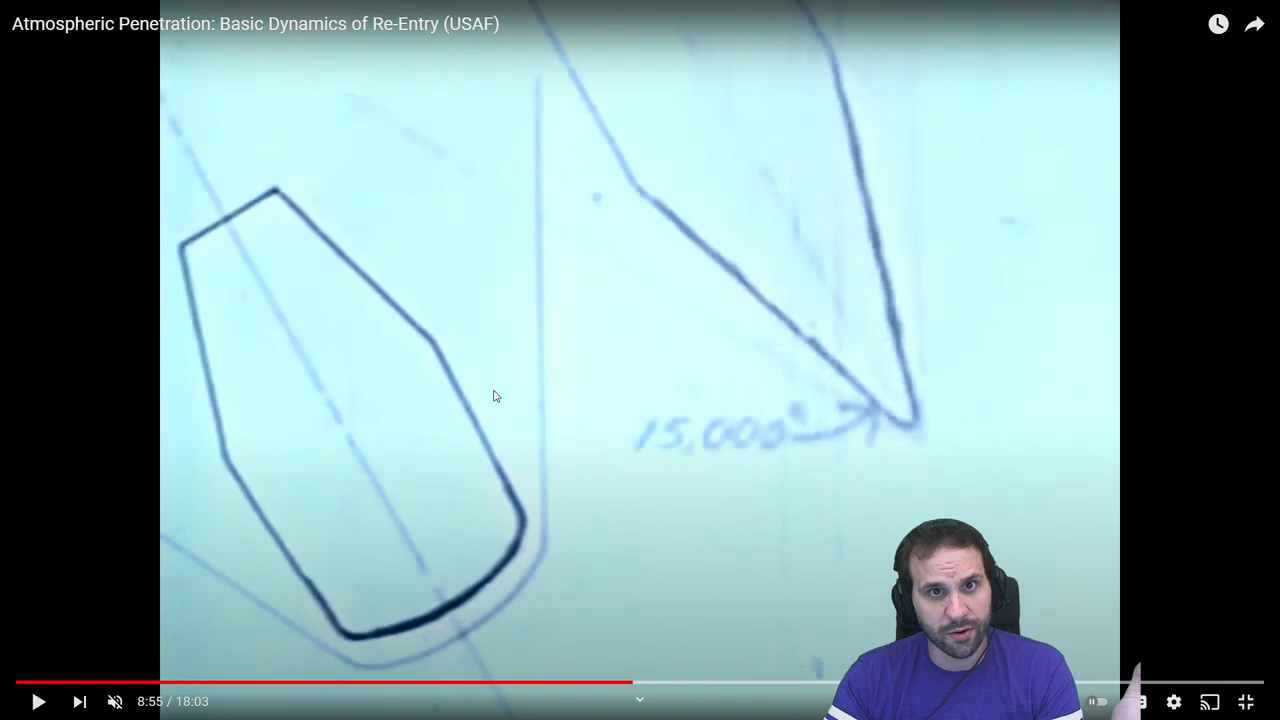 Atmospheric Penetration: Basic Dynamics of Re-Entry (USAF)
15,000°
8:55 / 18:03